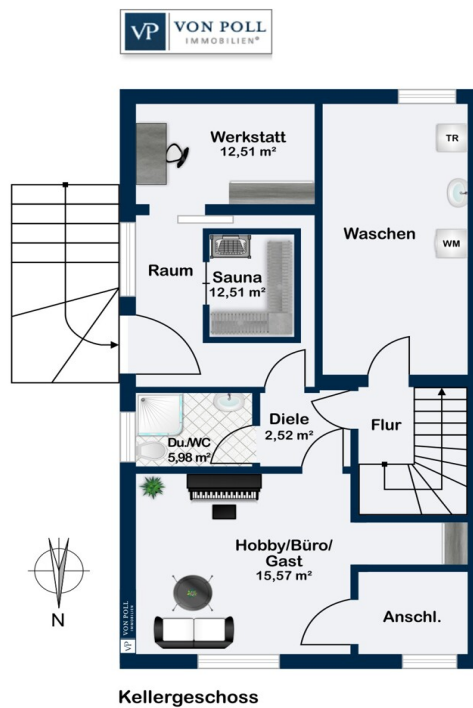 VP VON POLL
IMMOBILIEN®
Werkstatt
12,51 m²
TR
Waschen
WM
Raum
Sauna
12,51 m²
Du./WC
5,98 m²
Diele
2,52 m²
Flur
Hobby/Büro/
Gast
15,57 m²
Anschl.
N
VP VON POLL
IMMOBILIEN
Kellergeschoss